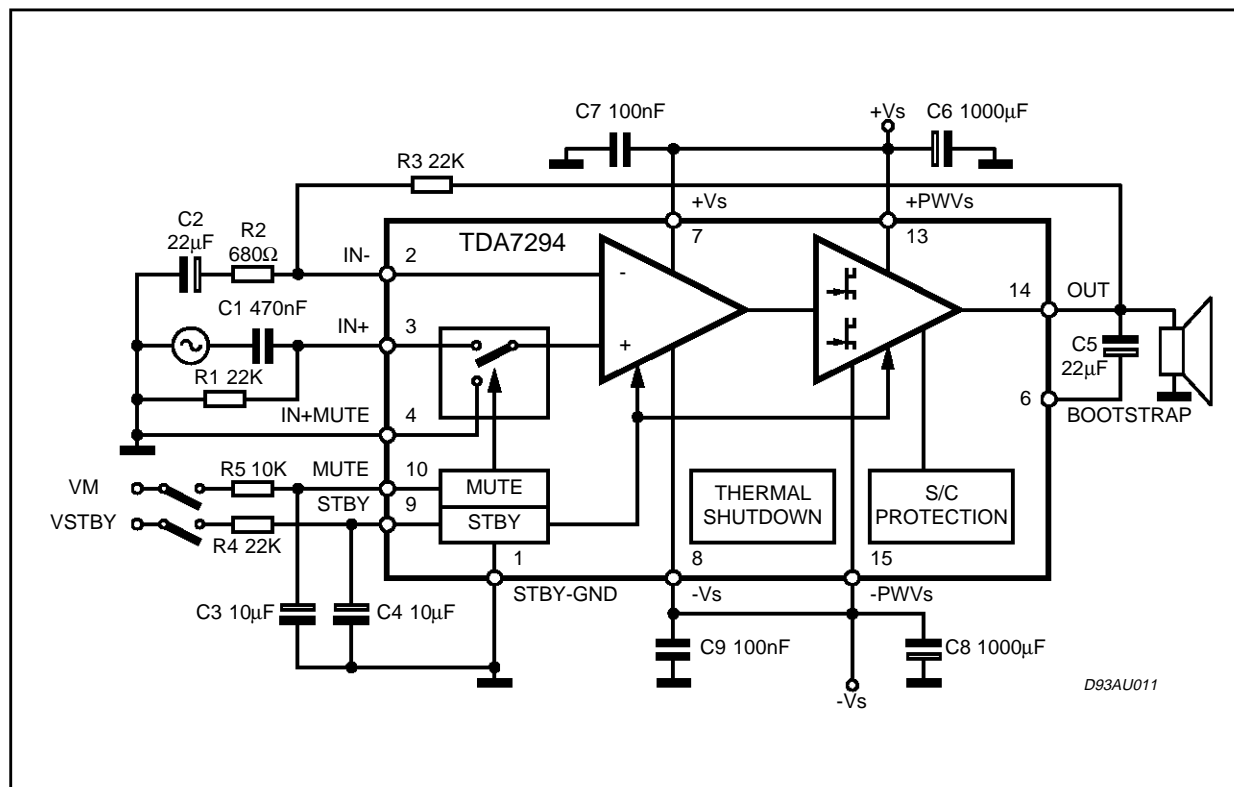 C7 100nF
+Vs
C6 1000µF
R3 22K
+Vs
+PWVs
C2
22µF
R2
680Ω
IN-
2
TDA7294
7
13
-
C1 470nF
IN+
3
+
14
OUT
R1 22K
C5
22µF
IN+MUTE
4
6
BOOTSTRAP
VM
R5 10K
MUTE
10
MUTE
VSTBY
R4 22K
STBY
9
STBY
THERMAL
SHUTDOWN
S/C
PROTECTION
1
8
15
STBY-GND
-Vs
-PWVs
C3 10µF
C4 10µF
C9 100nF
C8 1000µF
-Vs
D93AU011